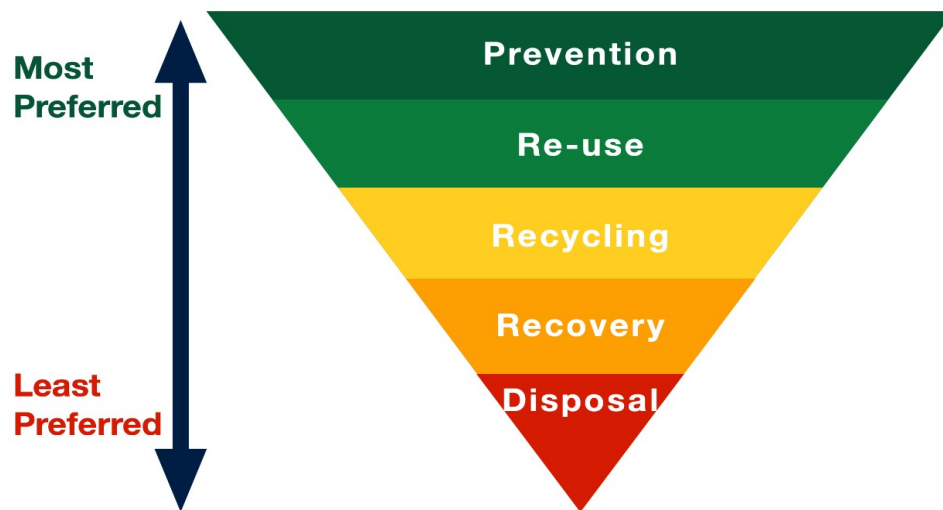 Most
Preferred
Prevention
Re-use
Recycling
Recovery
Disposal
Least
Preferred